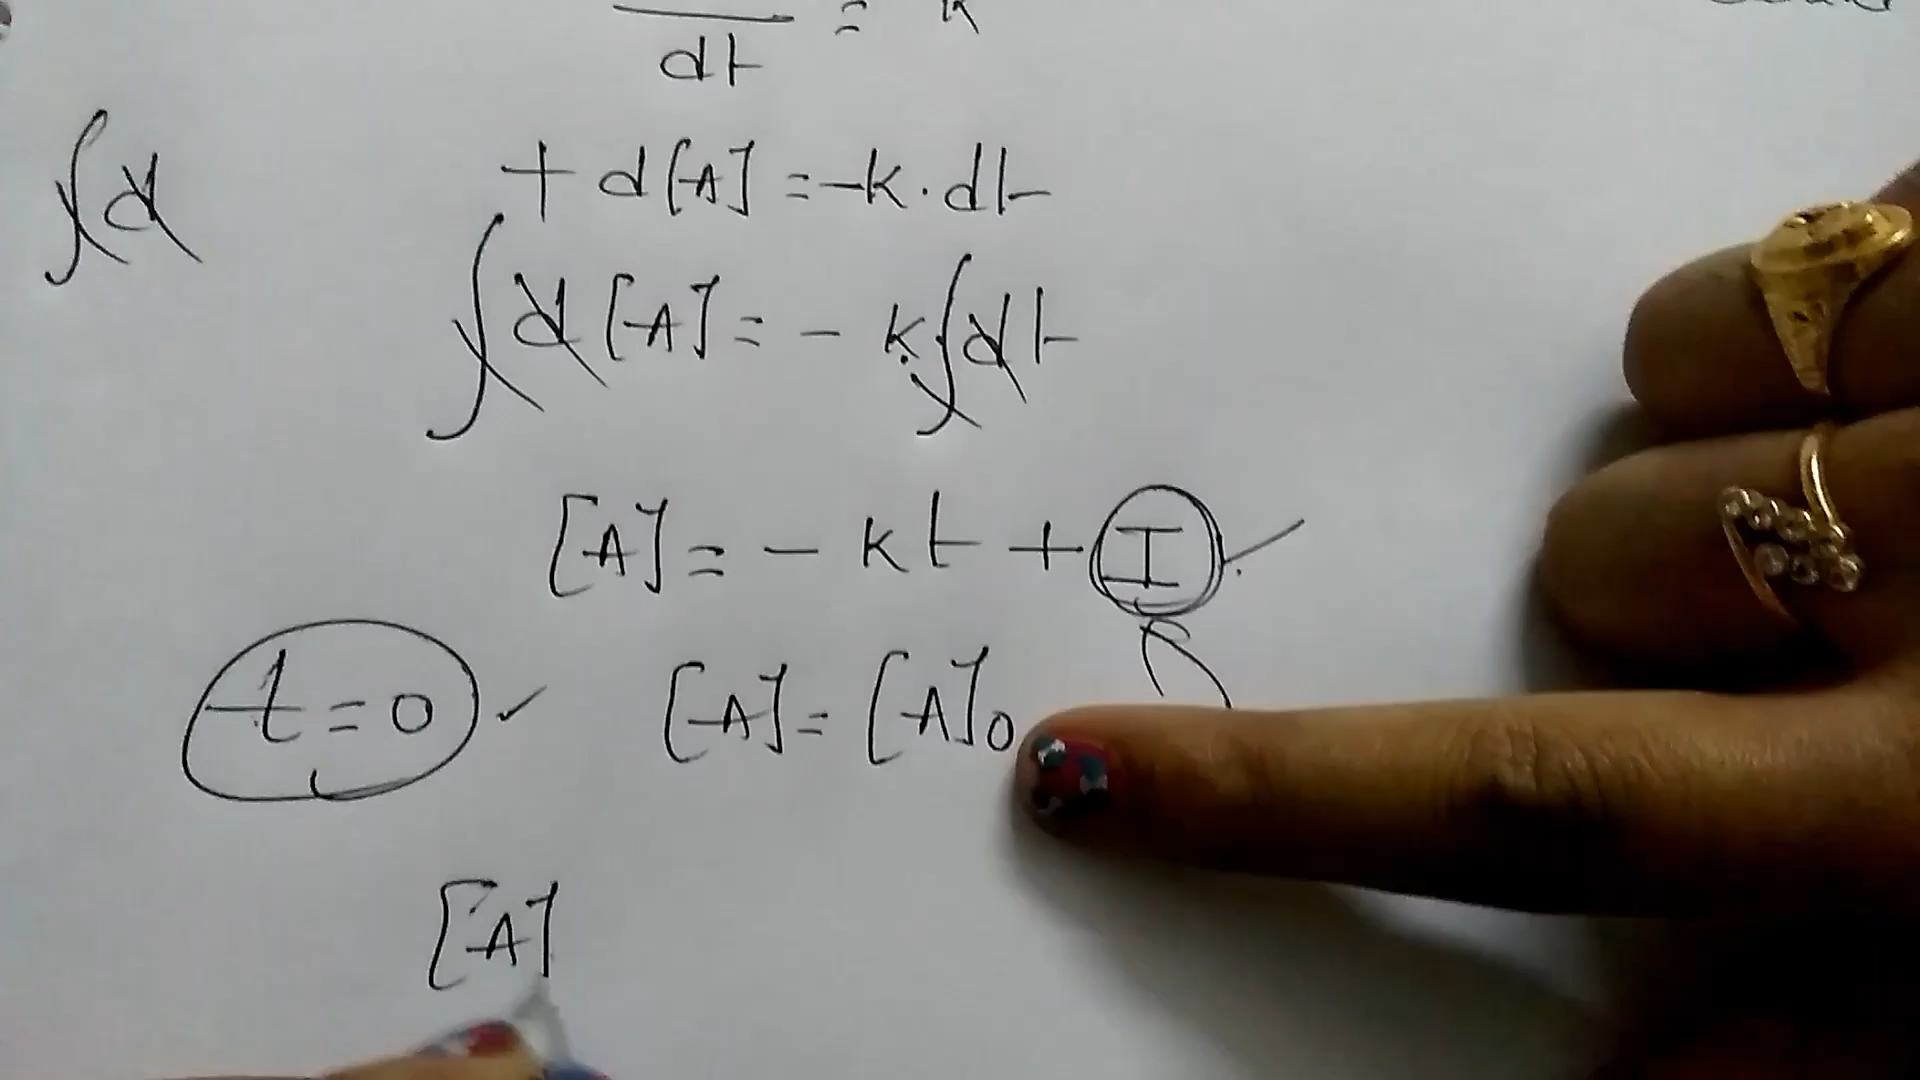 dt = k
∫d
+ d[A] = -k . dt
∫d[A] = - k∫dt
[A] = - kt + I
t = 0 [A] = [A]₀
[A]